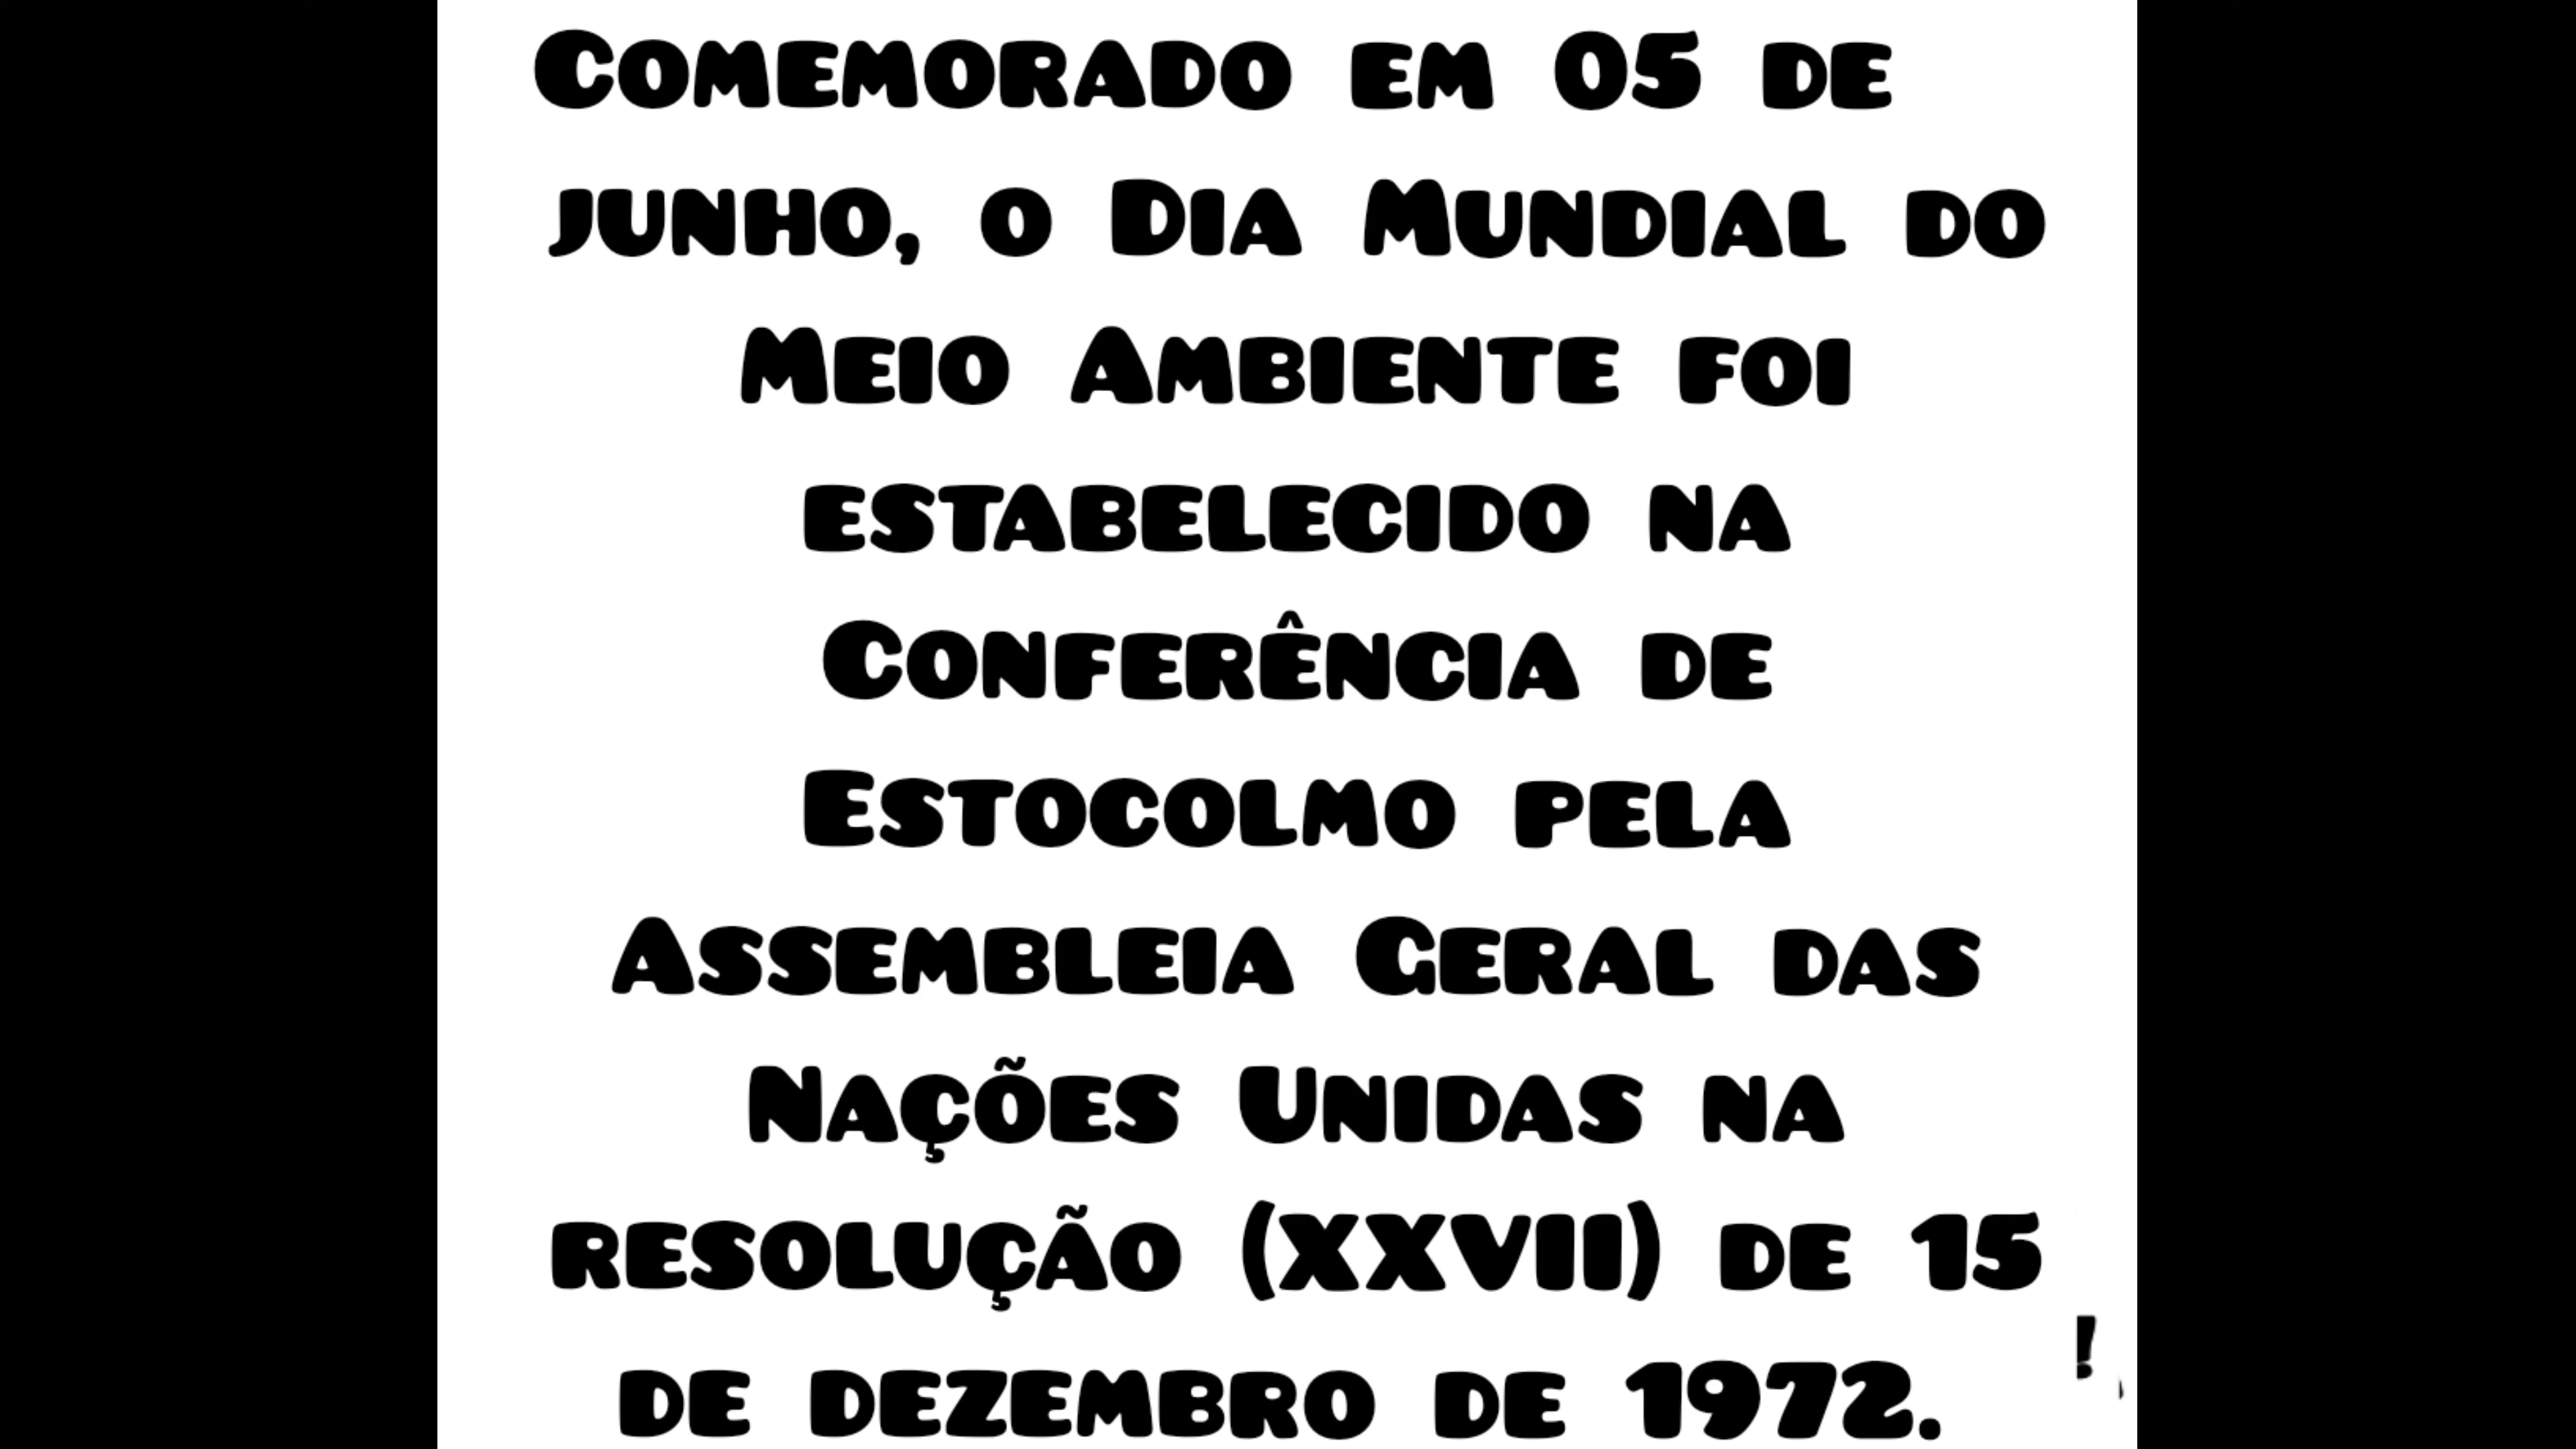 Comemorado em 05 de
junho, o Dia Mundial do
Meio Ambiente foi
estabelecido na
Conferência de
Estocolmo pela
Assembleia Geral das
Nações Unidas na
resolução (XXVII) de 15
de dezembro de 1972.
!